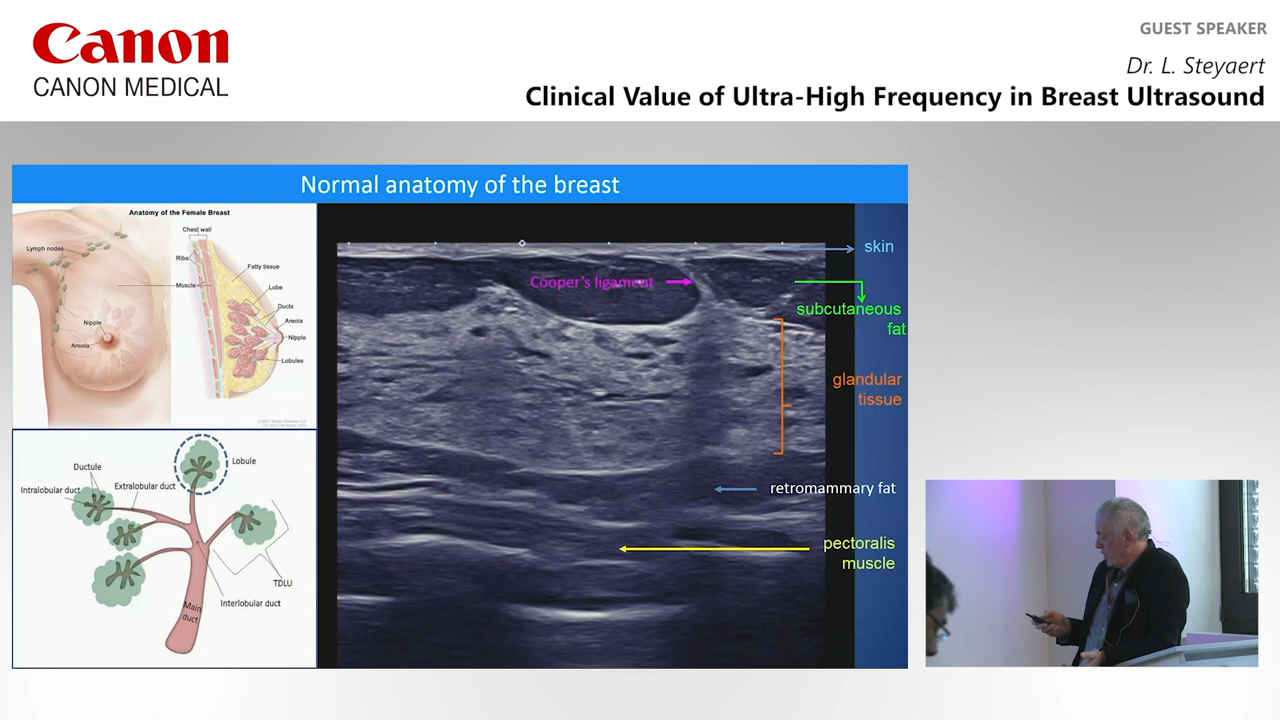 Canon
CANON MEDICAL
GUEST SPEAKER
Dr. L. Steyaert
Clinical Value of Ultra-High Frequency in Breast Ultrasound
Normal anatomy of the breast
Anatomy of the Female Breast
Lymph nodes
Nipple
Areola
Chest wall
Ribs
Muscle
Fatty tissue
Lobe
Ducts
Areola
Nipple
Lobules
Ductule
Lobule
Intralobular duct
Extralobular duct
TDLU
Interlobular duct
Main
duct
Cooper's ligament
skin
subcutaneous
fat
glandular
tissue
retromammary fat
pectoralis
muscle